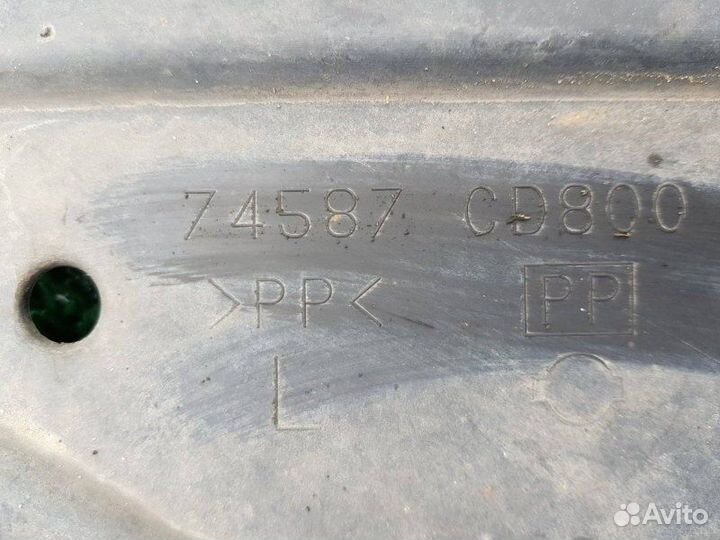 74587 CD800
>PP< PP
L
Avito